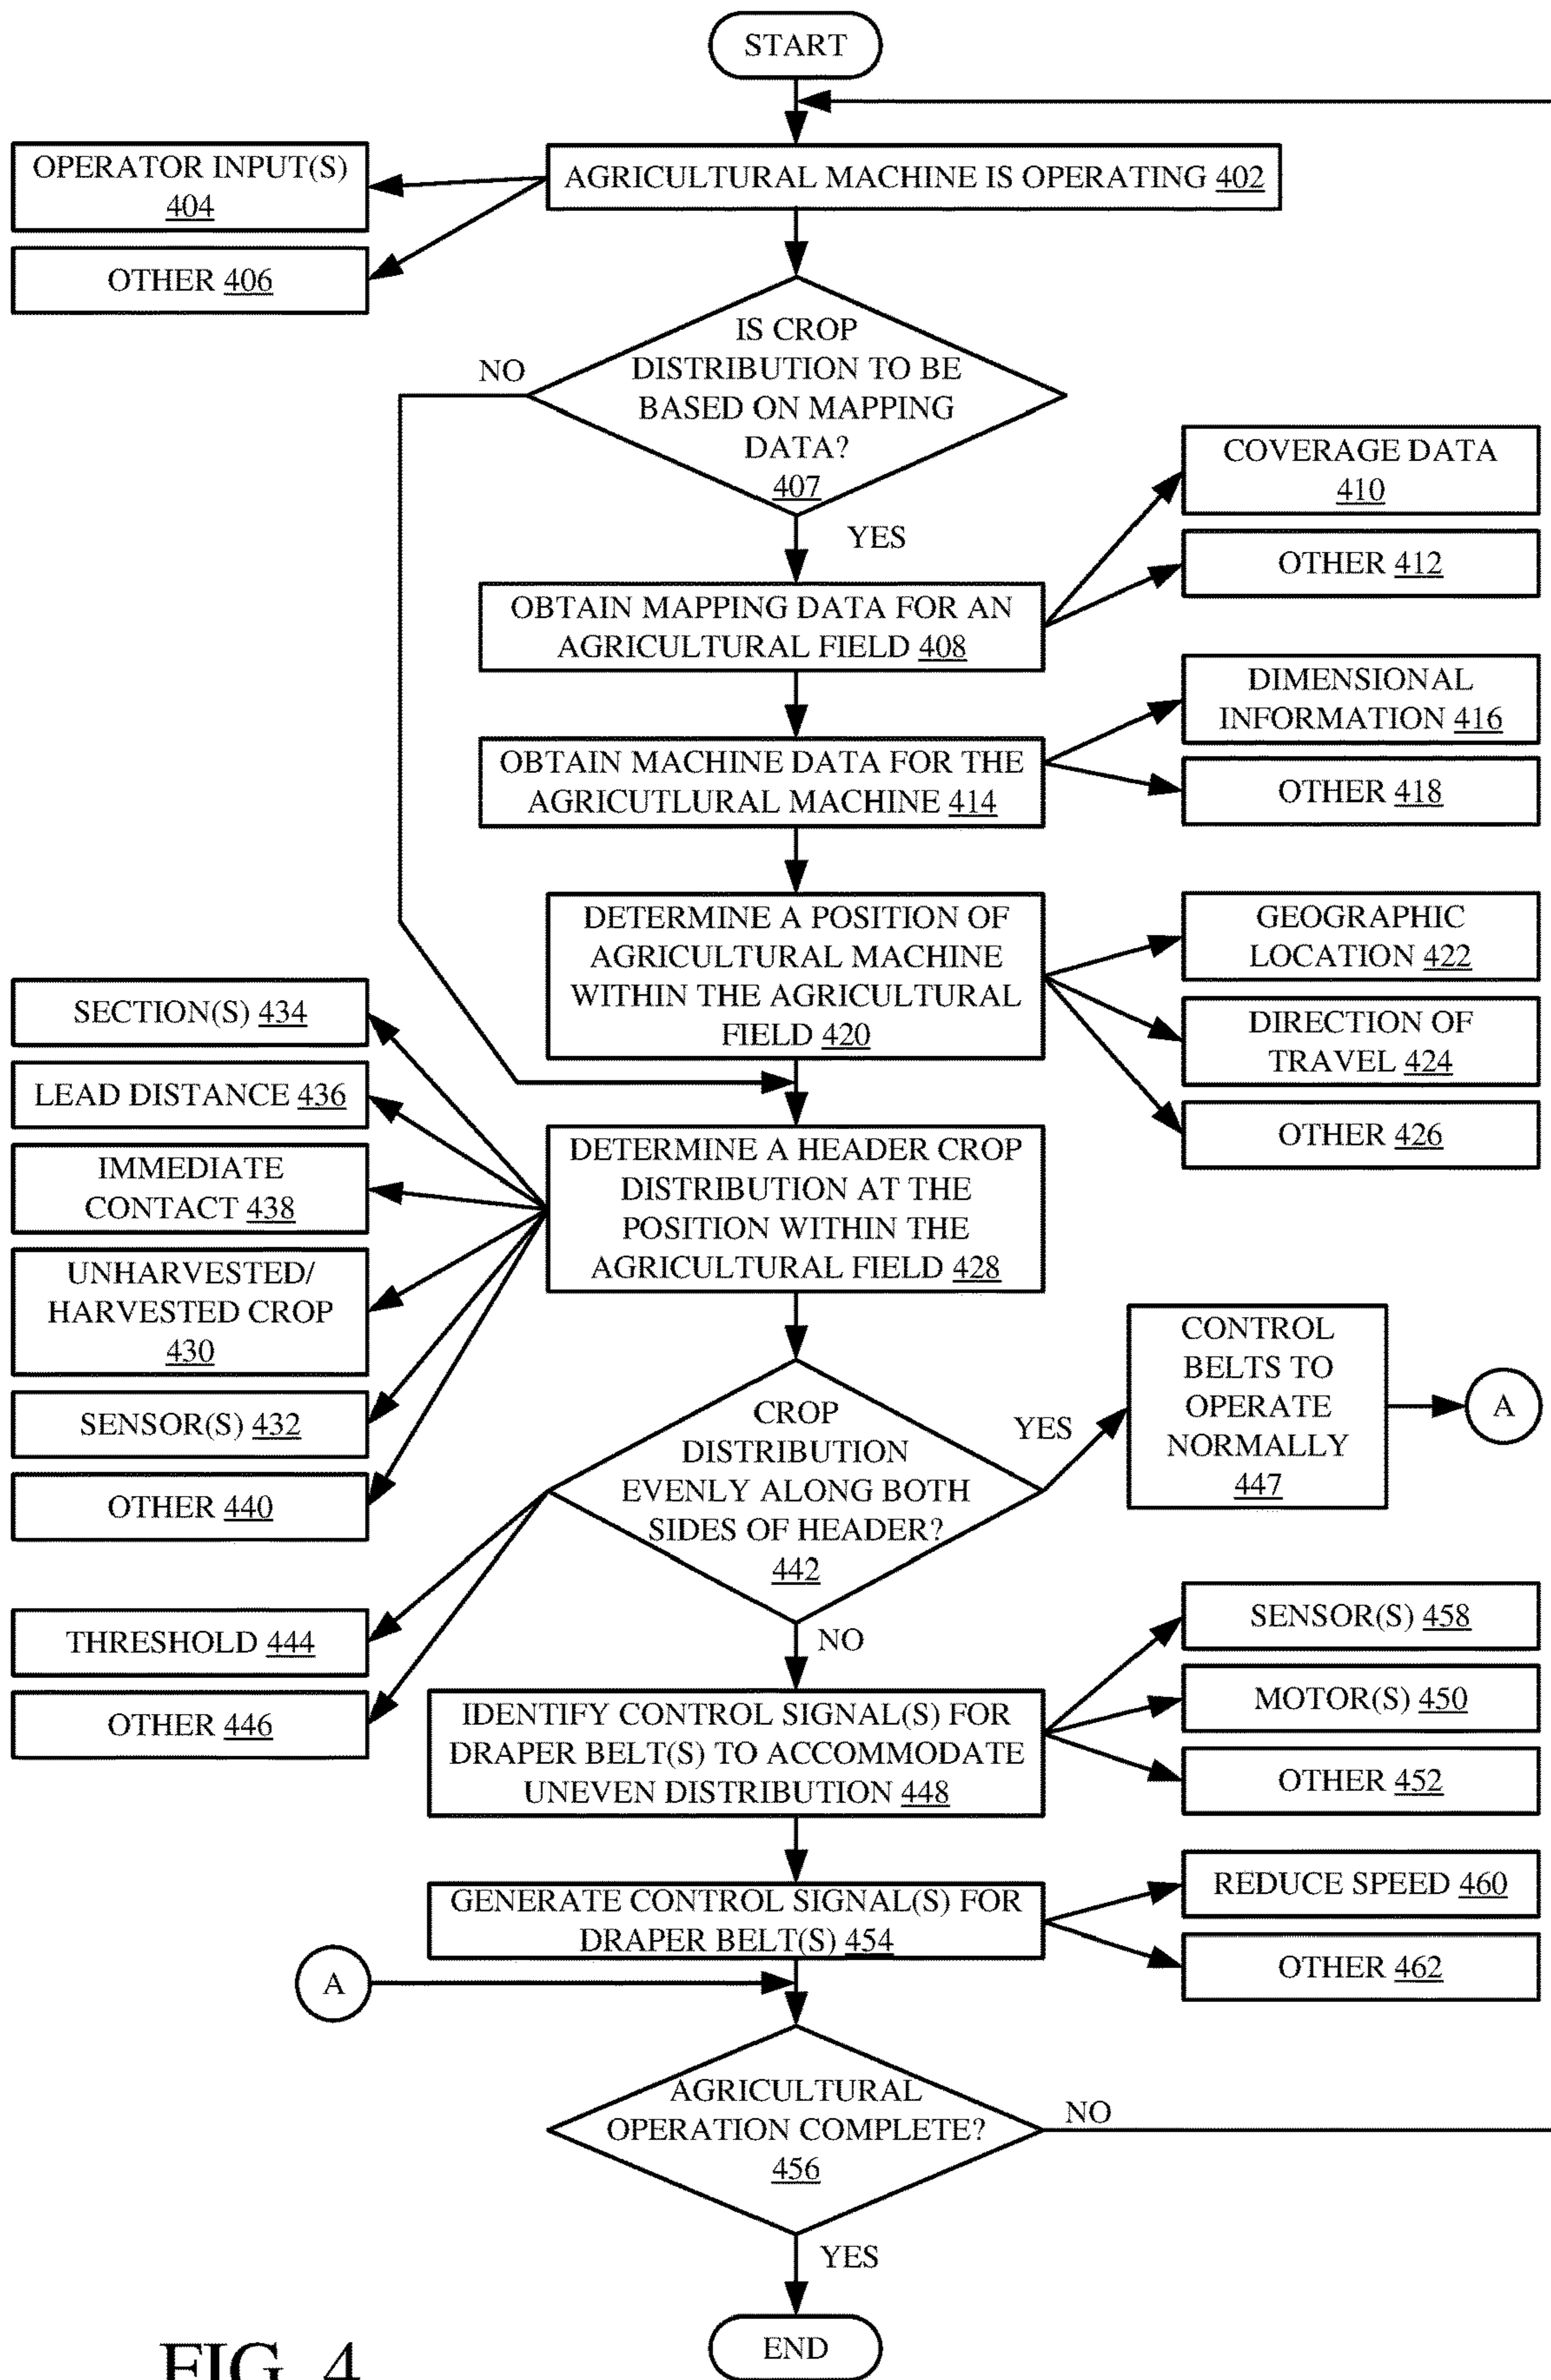 START
OPERATOR INPUT(S)
404
AGRICULTURAL MACHINE IS OPERATING 402
OTHER 406
IS CROP
DISTRIBUTION TO BE
BASED ON MAPPING
DATA?
407
NO
YES
COVERAGE DATA
410
OTHER 412
OBTAIN MAPPING DATA FOR AN
AGRICULTURAL FIELD 408
DIMENSIONAL
INFORMATION 416
OBTAIN MACHINE DATA FOR THE
AGRICUTLURAL MACHINE 414
OTHER 418
DETERMINE A POSITION OF
AGRICULTURAL MACHINE
WITHIN THE AGRICULTURAL
FIELD 420
GEOGRAPHIC
LOCATION 422
DIRECTION OF
TRAVEL 424
OTHER 426
SECTION(S) 434
LEAD DISTANCE 436
IMMEDIATE
CONTACT 438
UNHARVESTED/
HARVESTED CROP
430
SENSOR(S) 432
OTHER 440
DETERMINE A HEADER CROP
DISTRIBUTION AT THE
POSITION WITHIN THE
AGRICULTURAL FIELD 428
CROP
DISTRIBUTION
EVENLY ALONG BOTH
SIDES OF HEADER?
442
YES
CONTROL
BELTS TO
OPERATE
NORMALLY
447
A
THRESHOLD 444
OTHER 446
NO
IDENTIFY CONTROL SIGNAL(S) FOR
DRAPER BELT(S) TO ACCOMMODATE
UNEVEN DISTRIBUTION 448
SENSOR(S) 458
MOTOR(S) 450
OTHER 452
GENERATE CONTROL SIGNAL(S) FOR
DRAPER BELT(S) 454
REDUCE SPEED 460
OTHER 462
A
AGRICULTURAL
OPERATION COMPLETE?
456
NO
YES
END
FIG. 4